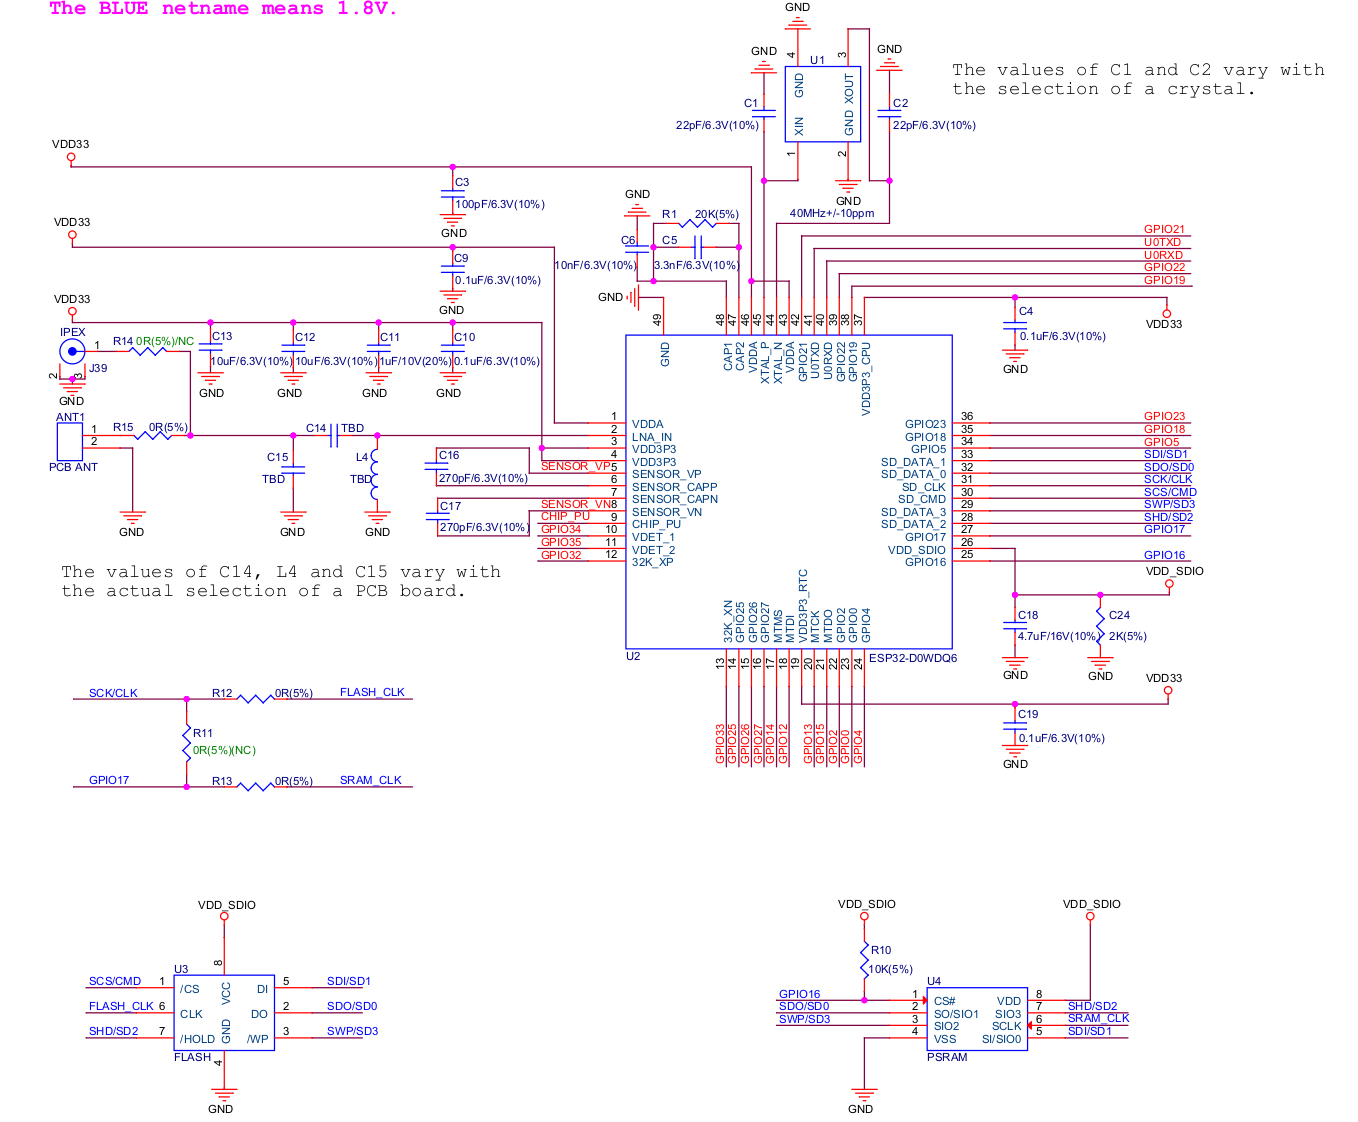 The BLUE netname means 1.8V.
GND
4
3
U1
GND
GND
GND
XOUT
C1
22pF/6.3V(10%)
C2
22pF/6.3V(10%)
XIN
GND
1
2
GND
40MHz+/-10ppm
The values of C1 and C2 vary with
the selection of a crystal.
VDD33
C3
100pF/6.3V(10%)
GND
VDD33
C9
0.1uF/6.3V(10%)
GND
GND
R1
20K(5%)
C6
10nF/6.3V(10%)
C5
3.3nF/6.3V(10%)
GND
GPIO21
U0TXD
U0RXD
GPIO22
GPIO19
C4
0.1uF/6.3V(10%)
GND
VDD33
VDD33
IPEX
1
2
3
J39
GND
R14
0R(5%)/NC
C13
10uF/6.3V(10%)
GND
C12
10uF/6.3V(10%)
GND
C11
1uF/10V(20%)
GND
C10
0.1uF/6.3V(10%)
GND
ANT1
1
2
PCB ANT
R15
0R(5%)
GND
C14
TBD
C15
TBD
GND
L4
TBD
GND
C16
270pF/6.3V(10%)
C17
270pF/6.3V(10%)
SENSOR_VP
SENSOR_VN
CHIP_PU
GPIO34
GPIO35
GPIO32
The values of C14, L4 and C15 vary with
the actual selection of a PCB board.
49
48
47
46
45
44
43
42
41
40
39
38
37
GND
CAP1
CAP2
VDDA
XTAL_P
XTAL_N
VDDA
GPIO21
U0TXD
U0RXD
GPIO22
GPIO19
VDD3P3_CPU
1
VDDA
2
LNA_IN
3
VDD3P3
4
VDD3P3
5
SENSOR_VP
6
SENSOR_CAPP
7
SENSOR_CAPN
8
SENSOR_VN
9
CHIP_PU
10
VDET_1
11
VDET_2
12
32K_XP
GPIO23
36
GPIO23
GPIO18
35
GPIO18
GPIO5
34
GPIO5
SD_DATA_1
33
SDI/SD1
SD_DATA_0
32
SDO/SD0
SD_CLK
31
SCK/CLK
SD_CMD
30
SCS/CMD
SD_DATA_3
29
SWP/SD3
SD_DATA_2
28
SHD/SD2
GPIO17
27
GPIO17
VDD_SDIO
26
GPIO16
25
GPIO16
32K_XN
GPIO25
GPIO26
GPIO27
MTMS
MTDI
VDD3P3_RTC
MTCK
MTDO
GPIO2
GPIO0
GPIO4
U2
ESP32-D0WDQ6
13
14
15
16
17
18
19
20
21
22
23
24
GPIO33
GPIO25
GPIO26
GPIO27
GPIO14
GPIO12
GPIO13
GPIO15
GPIO2
GPIO0
GPIO4
VDD_SDIO
C18
4.7uF/16V(10%)
GND
C24
2K(5%)
GND
VDD33
C19
0.1uF/6.3V(10%)
GND
SCK/CLK
R12
0R(5%)
FLASH_CLK
R11
0R(5%)(NC)
GPIO17
R13
0R(5%)
SRAM_CLK
VDD_SDIO
8
U3
SCS/CMD
1
/CS
VCC
DI
5
SDI/SD1
FLASH_CLK
6
CLK
DO
2
SDO/SD0
SHD/SD2
7
/HOLD
GND
/WP
3
SWP/SD3
FLASH
4
GND
VDD_SDIO
VDD_SDIO
R10
10K(5%)
U4
GPIO16
1
CS#
VDD
8
SDO/SD0
2
SO/SIO1
SIO3
7
SHD/SD2
SWP/SD3
3
SIO2
SCLK
6
SRAM_CLK
4
VSS
SI/SIO0
5
SDI/SD1
PSRAM
GND